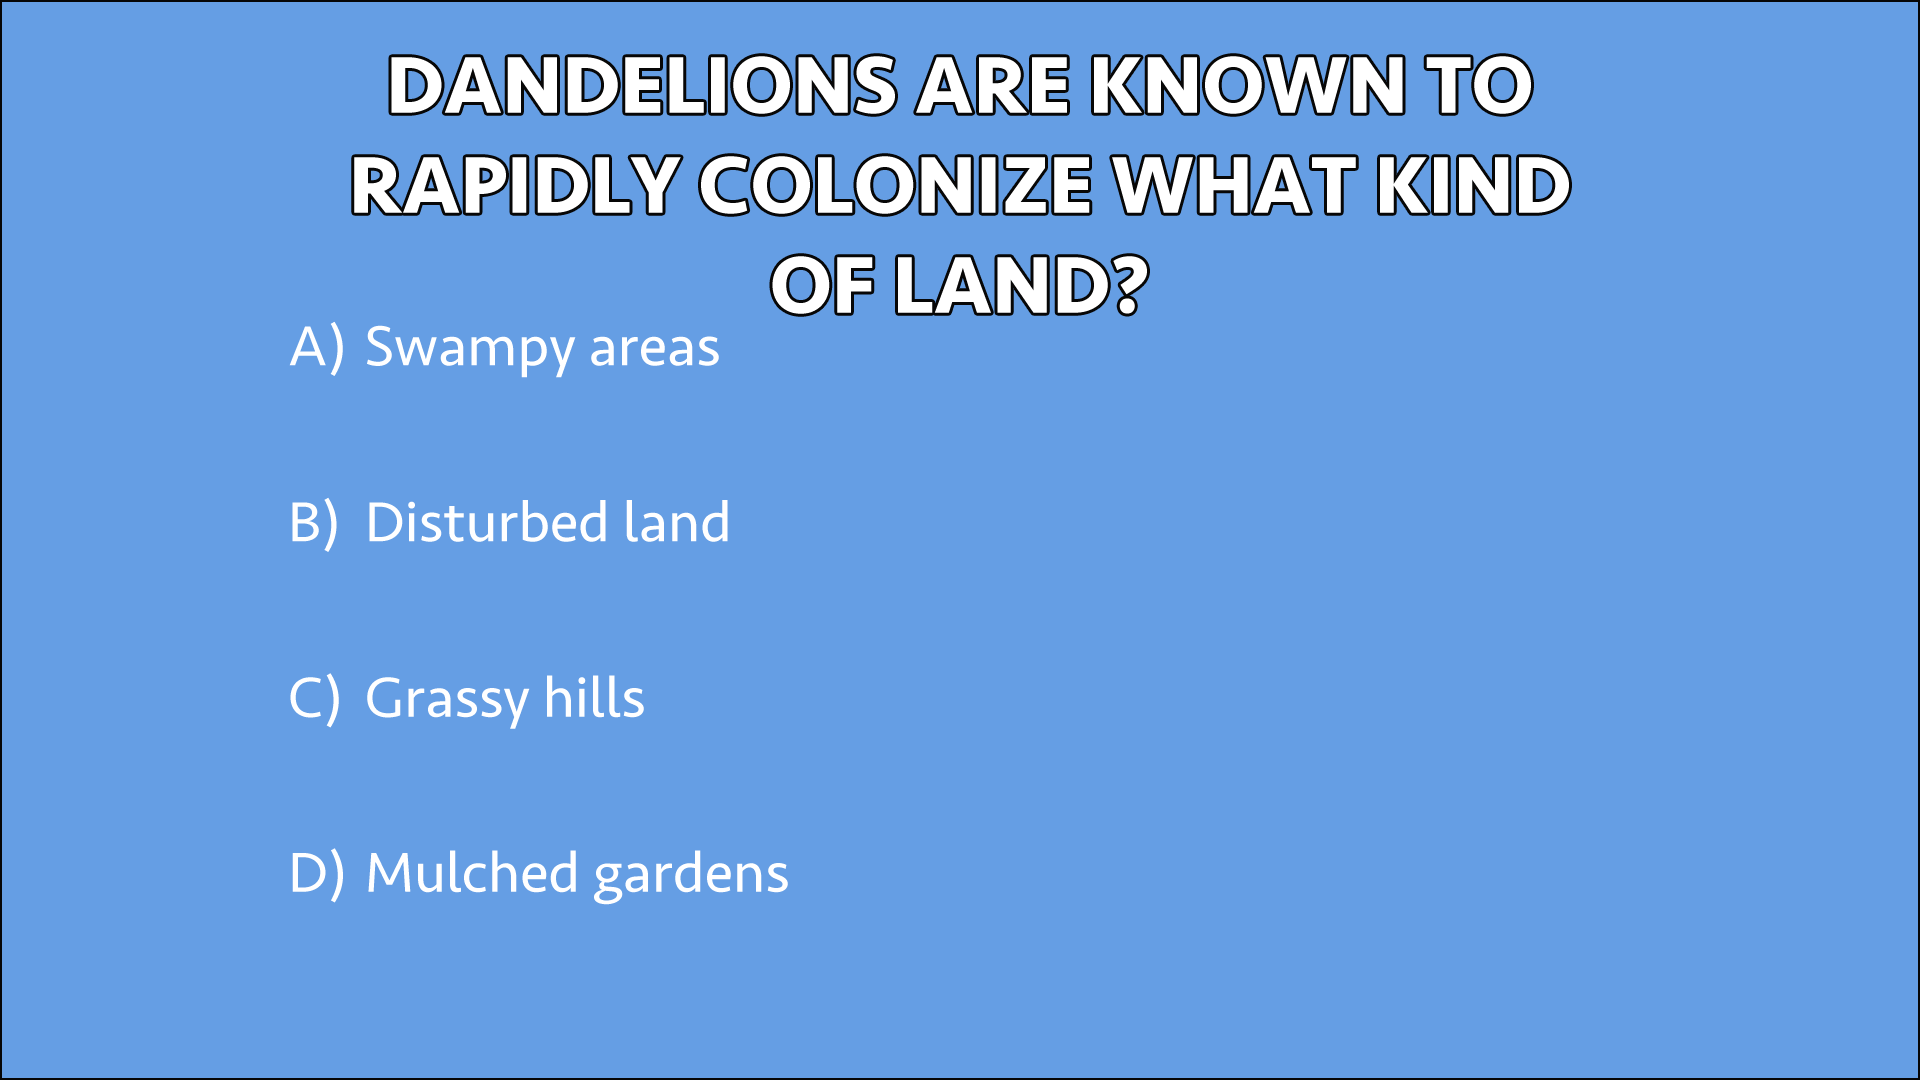 DANDELIONS ARE KNOWN TO
RAPIDLY COLONIZE WHAT KIND
OF LAND?
A) Swampy areas
B) Disturbed land
C) Grassy hills
D) Mulched gardens